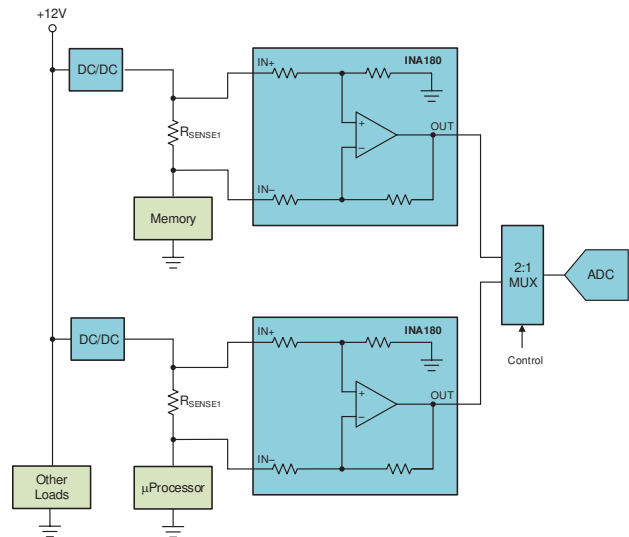 +12V
DC/DC
IN+
INA180
RSENSE1
+
OUT
−
IN−
Memory
2:1
MUX
ADC
Control
DC/DC
IN+
INA180
RSENSE1
+
OUT
−
IN−
Other
Loads
μProcessor